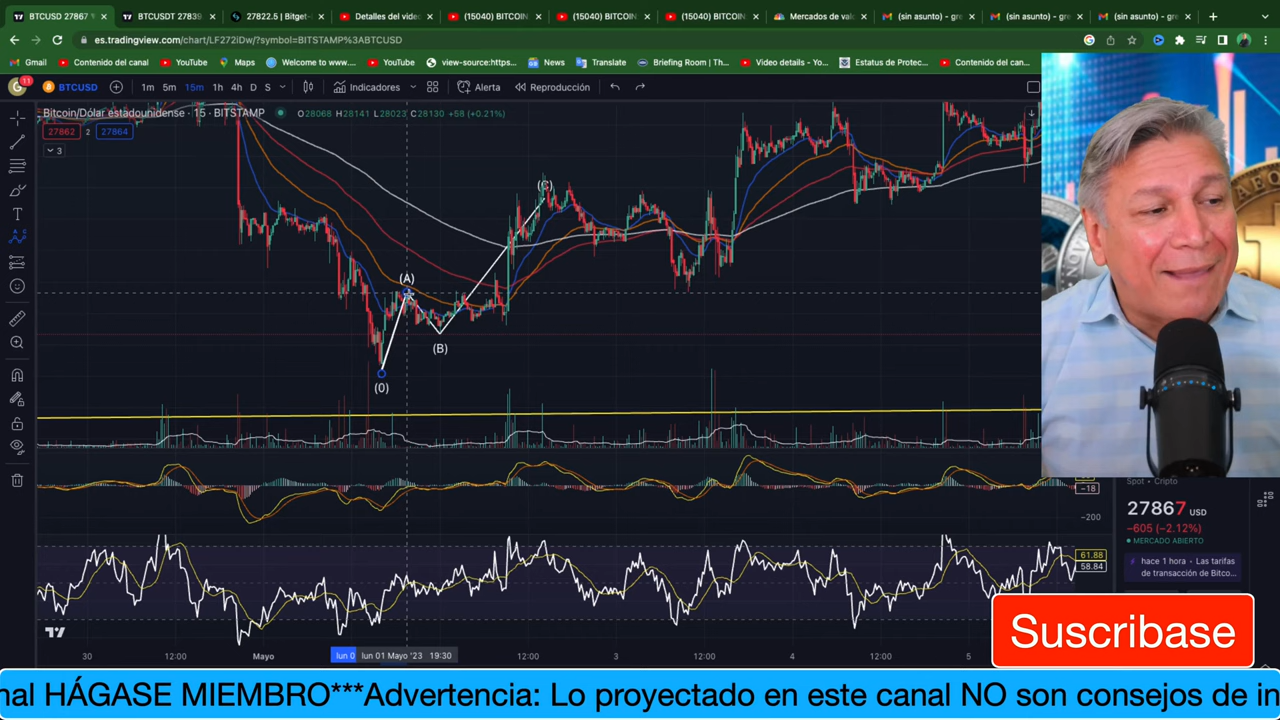 BTCUSD 27867
BTCUSDT 27839
27822.5 | Bitget-
Detalles del vídeo
(15040) BITCOIN
(15040) BITCOIN
(15040) BITCOIN
Mercados de val
(sin asunto) - gre
(sin asunto) - gre
(sin asunto) - gre
es.tradingview.com/chart/LF272iDw/?symbol=BITSTAMP%3ABTCUSD
Contenido del canal
YouTube
Maps
Welcome to www....
YouTube
view-source:https...
News
Translate
Briefing Room | Th...
Video details - Yo...
Estatus de Protec...
Contenido del can...
G 11
BTCUSD
1m 5m 15m 1h 4h D S
Indicadores
Alerta
Reproducción
Bitcoin/Dólar estadounidense · 15 · BITSTAMP
O28068 H28141 L28023 C28130 +58 (+0.21%)
27862 2 27864
3
(C)
(A)
(B)
(0)
−18
−200
61.88
58.84
Spot • Cripto
27867 USD
−605 (−2.12%)
MERCADO ABIERTO
hace 1 hora • Las tarifas
de transacción de Bitco...
30 12:00 Mayo lun 0 lun 01 Mayo '23 19:30 12:00 3 12:00 4 12:00 5
Suscribase
nal HÁGASE MIEMBRO***Advertencia: Lo proyectado en este canal NO son consejos de in